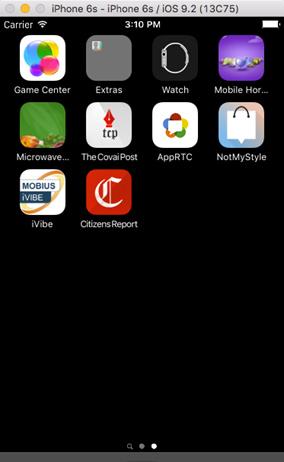 iPhone 6s - iPhone 6s / iOS 9.2 (13C75)
Carrier 3:10 PM
Game Center Extras Watch Mobile Hor...
tcp
Microwave... The Covai Post AppRTC NotMyStyle
MOBIUS
iVIBE
C
iVibe Citizens Report